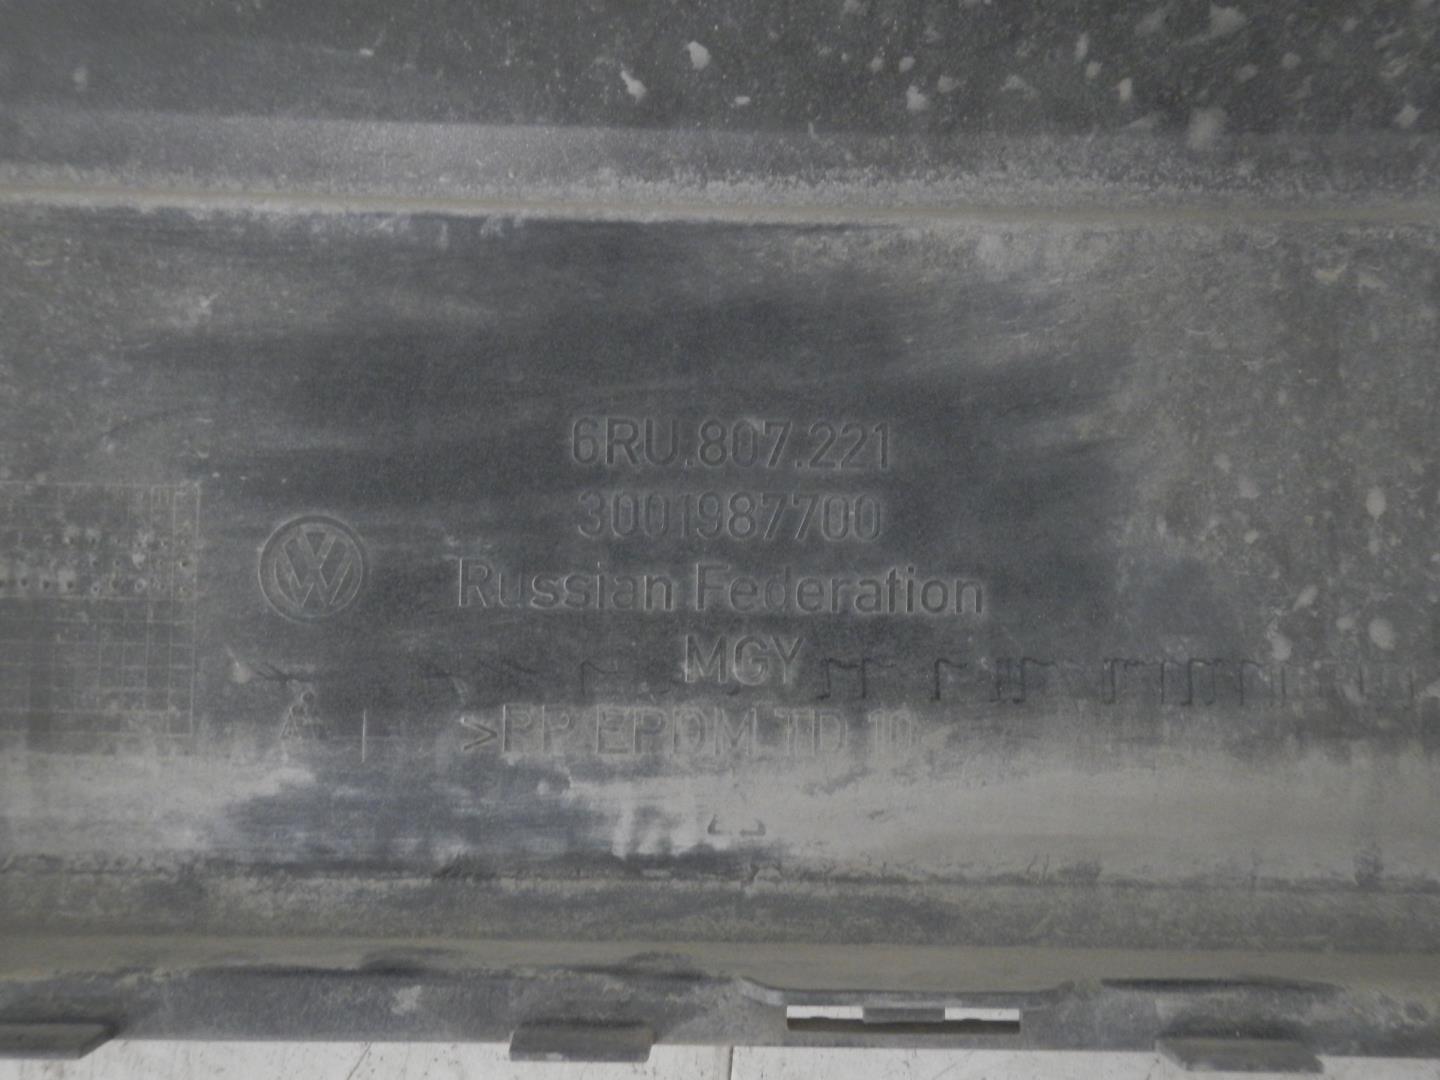 6RU.807.221
3001987700
Russian Federation
MGY
>PP EPDM TD 10